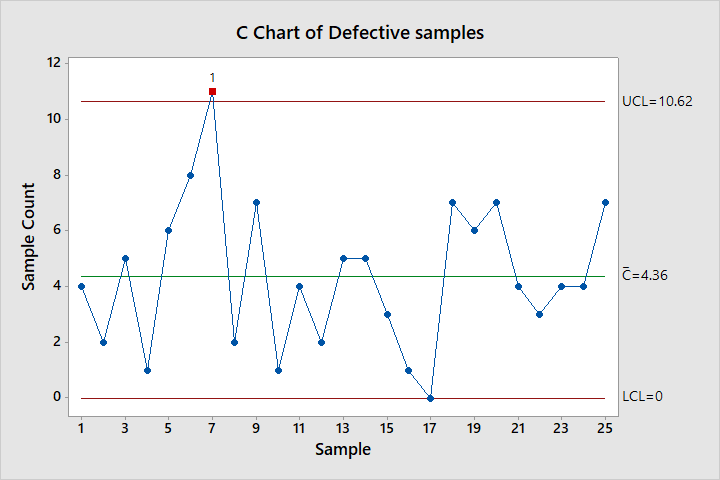 C Chart of Defective samples
1
12
10
8
6
4
2
0
Sample Count
UCL=10.62
C̅=4.36
LCL=0
1 3 5 7 9 11 13 15 17 19 21 23 25
Sample